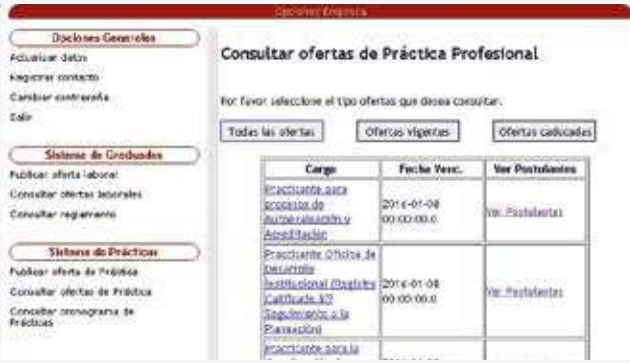 Opciones Empresa
Opciones Generales
Actualizar datos
Registrar contacto
Cambiar contraseña
Salir
Sistema de Graduados
Publicar oferta laboral
Consultar ofertas laborales
Consultar reglamento
Sistema de Prácticas
Publicar oferta de Práctica
Consultar ofertas de Práctica
Consultar cronograma de
Prácticas
Consultar ofertas de Práctica Profesional
Por favor seleccione el tipo ofertas que desea consultar.
Todas las ofertas Ofertas vigentes Ofertas caducadas
Cargo Fecha Venc. Ver Postulantes
Practicante para
procesos de
Autoevaluación y
Acreditación
2016-01-08
00:00:00.0
Ver Postulantes
Practicante Oficina de
Desarrollo
Institucional (Registro
Calificado
Seguimiento a la
Planeación)
2016-01-08
00:00:00.0
Ver Postulantes
Practicante para la